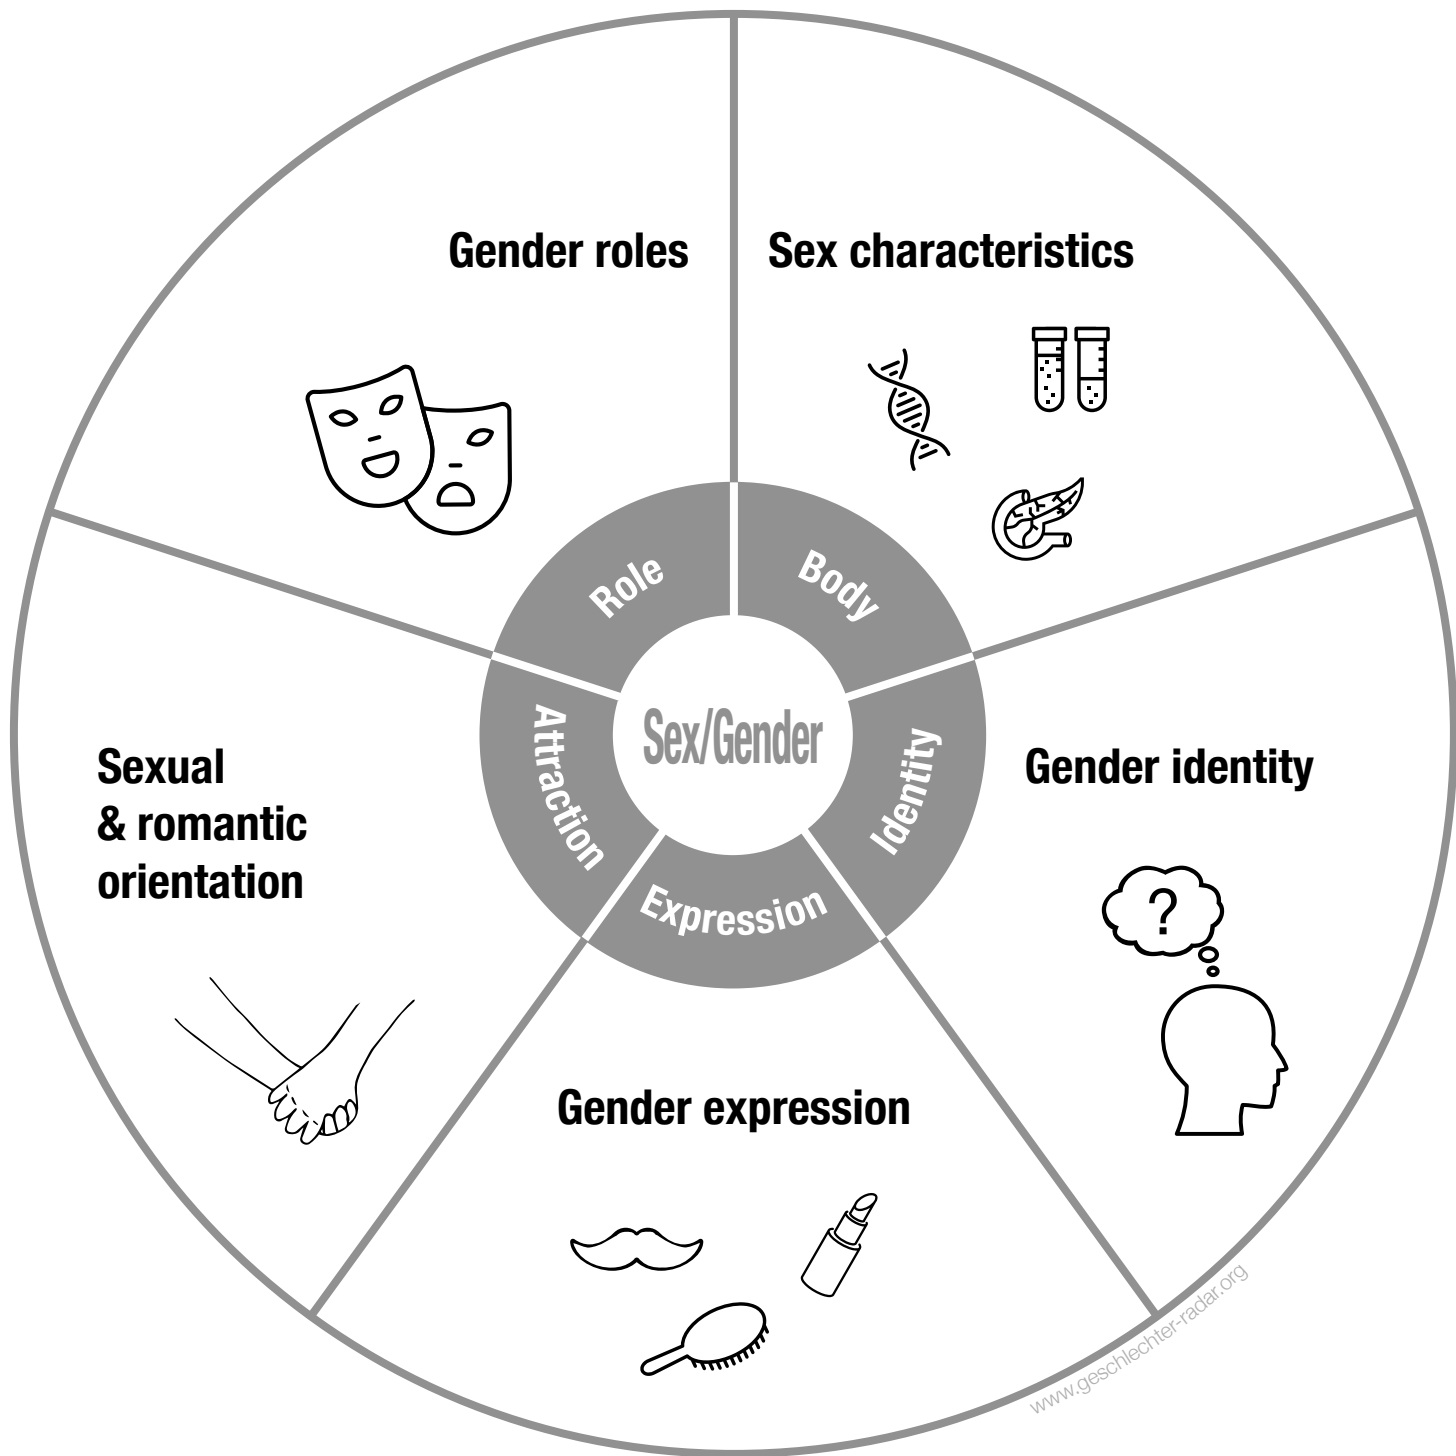 Gender roles
Sex characteristics
Role
Body
Sex/Gender
Attraction
Identity
Expression
Sexual
& romantic
orientation
Gender identity
?
Gender expression
www.geschlechter-radar.org